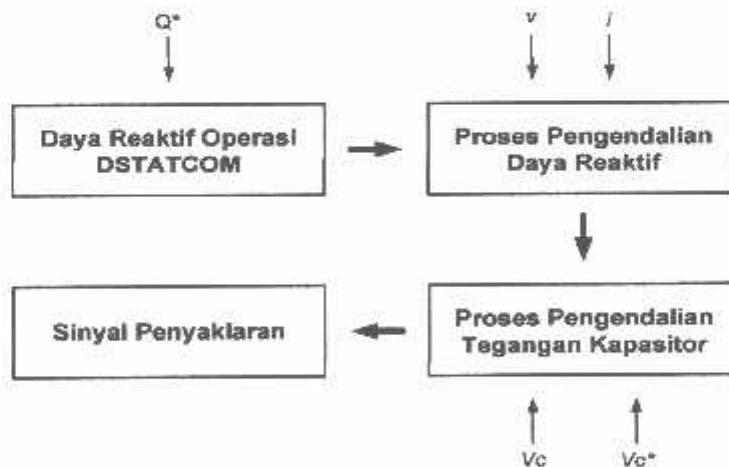 Q*
v i
Daya Reaktif Operasi
DSTATCOM
Proses Pengendalian
Daya Reaktif
Sinyal Penyaklaran
Proses Pengendalian
Tegangan Kapasitor
Vc Vc*